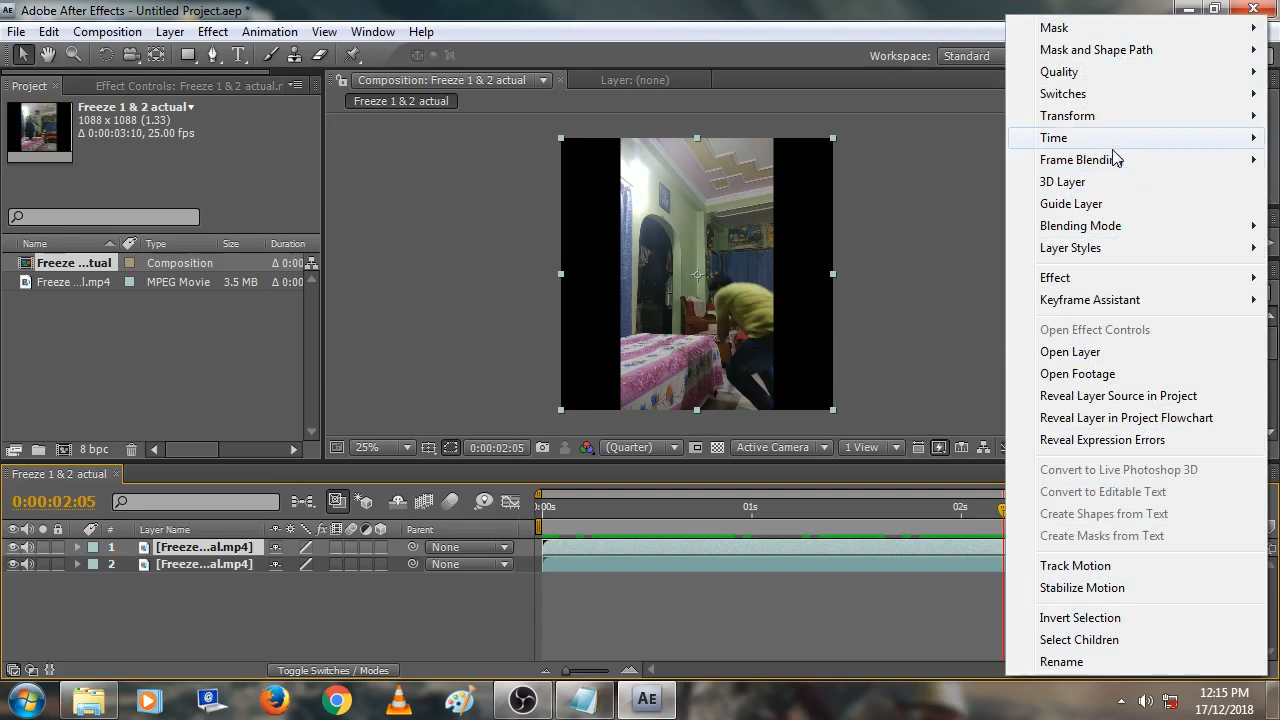 AE Adobe After Effects - Untitled Project.aep *
File Edit Composition Layer Effect Animation View Window Help
Workspace: Standard
Project Effect Controls: Freeze 1 & 2 actual.r
Composition: Freeze 1 & 2 actual
Layer: (none)
Freeze 1 & 2 actual
Freeze 1 & 2 actual
1088 x 1088 (1.33)
Δ 0:00:03:10, 25.00 fps
Name Type Size Duration
Freeze ...tual Composition Δ 0:00
Freeze ...l.mp4 MPEG Movie 3.5 MB Δ 0:00
8 bpc
25% 0:00:02:05 (Quarter) Active Camera 1 View
Freeze 1 & 2 actual
0:00:02:05
:00s 01s 02s
# Layer Name Parent
1 [Freeze...al.mp4] None
2 [Freeze...al.mp4] None
Toggle Switches / Modes
Mask
Mask and Shape Path
Quality
Switches
Transform
Time
Frame Blending
3D Layer
Guide Layer
Blending Mode
Layer Styles
Effect
Keyframe Assistant
Open Effect Controls
Open Layer
Open Footage
Reveal Layer Source in Project
Reveal Layer in Project Flowchart
Reveal Expression Errors
Convert to Live Photoshop 3D
Convert to Editable Text
Create Shapes from Text
Create Masks from Text
Track Motion
Stabilize Motion
Invert Selection
Select Children
Rename
AE
12:15 PM
17/12/2018